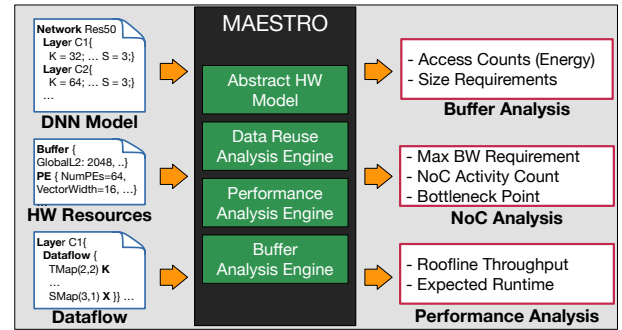 Network Res50
Layer C1{
K = 32; … S = 3;}
Layer C2{
K = 64; … S = 3;}
…
DNN Model
Buffer {
GlobalL2: 2048, ..}
PE { NumPEs=64,
VectorWidth=16, …}
…
HW Resources
Layer C1{
Dataflow {
TMap(2,2) K
…
SMap(3,1) X }} …
Dataflow
MAESTRO
Abstract HW
Model
Data Reuse
Analysis Engine
Performance
Analysis Engine
Buffer
Analysis Engine
- Access Counts (Energy)
- Size Requirements
Buffer Analysis
- Max BW Requirement
- NoC Activity Count
- Bottleneck Point
NoC Analysis
- Roofline Throughput
- Expected Runtime
Performance Analysis